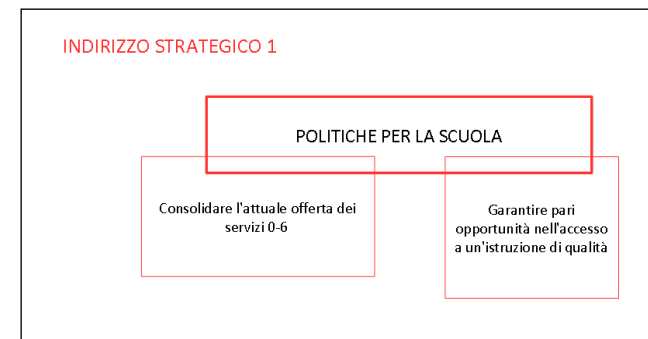 INDIRIZZO STRATEGICO 1
POLITICHE PER LA SCUOLA
Consolidare l'attuale offerta dei
servizi 0-6
Garantire pari
opportunità nell'accesso
a un'istruzione di qualità